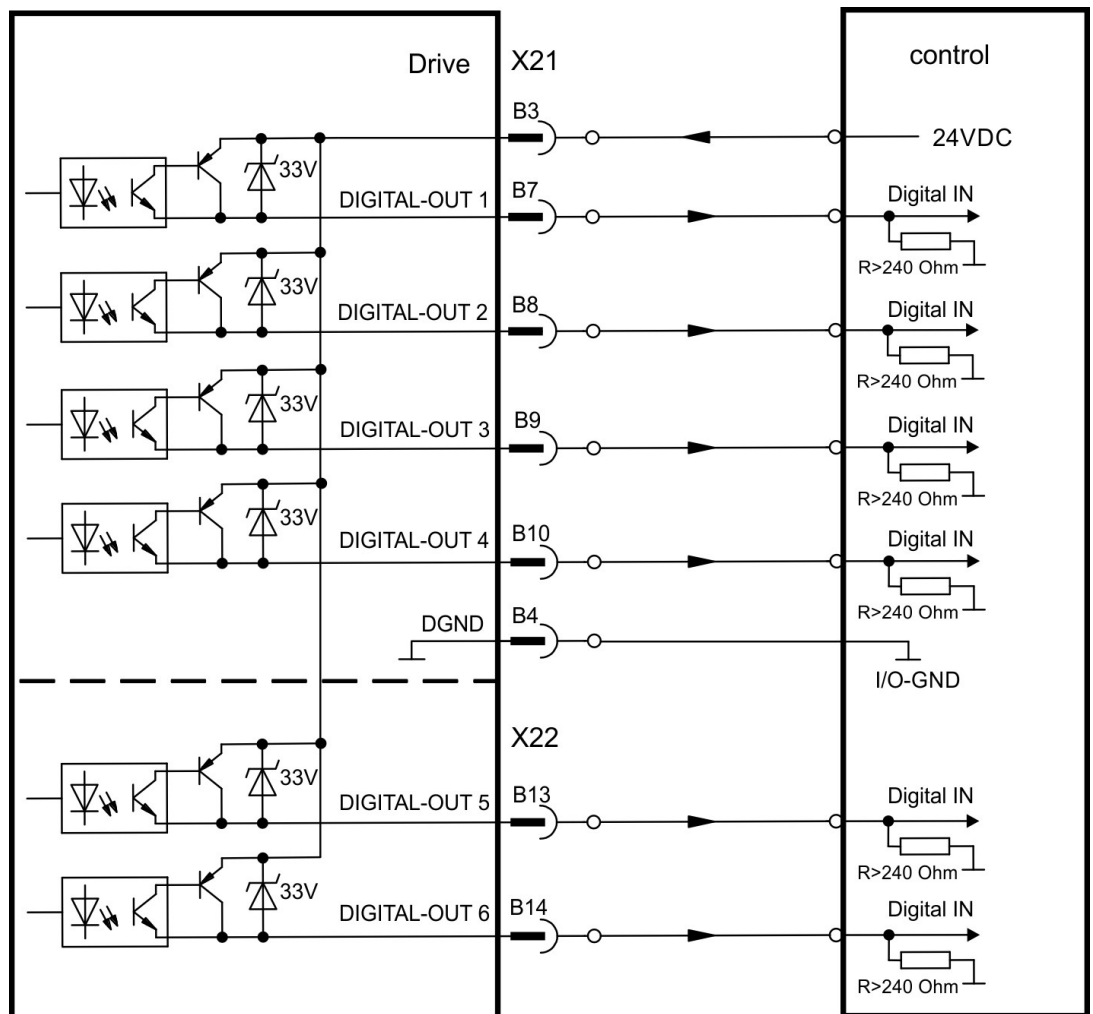 Drive
X21
control
B3
24VDC
33V
DIGITAL-OUT 1
B7
Digital IN
R>240 Ohm
33V
DIGITAL-OUT 2
B8
Digital IN
R>240 Ohm
33V
DIGITAL-OUT 3
B9
Digital IN
R>240 Ohm
33V
DIGITAL-OUT 4
B10
Digital IN
R>240 Ohm
DGND
B4
I/O-GND
X22
33V
DIGITAL-OUT 5
B13
Digital IN
R>240 Ohm
33V
DIGITAL-OUT 6
B14
Digital IN
R>240 Ohm